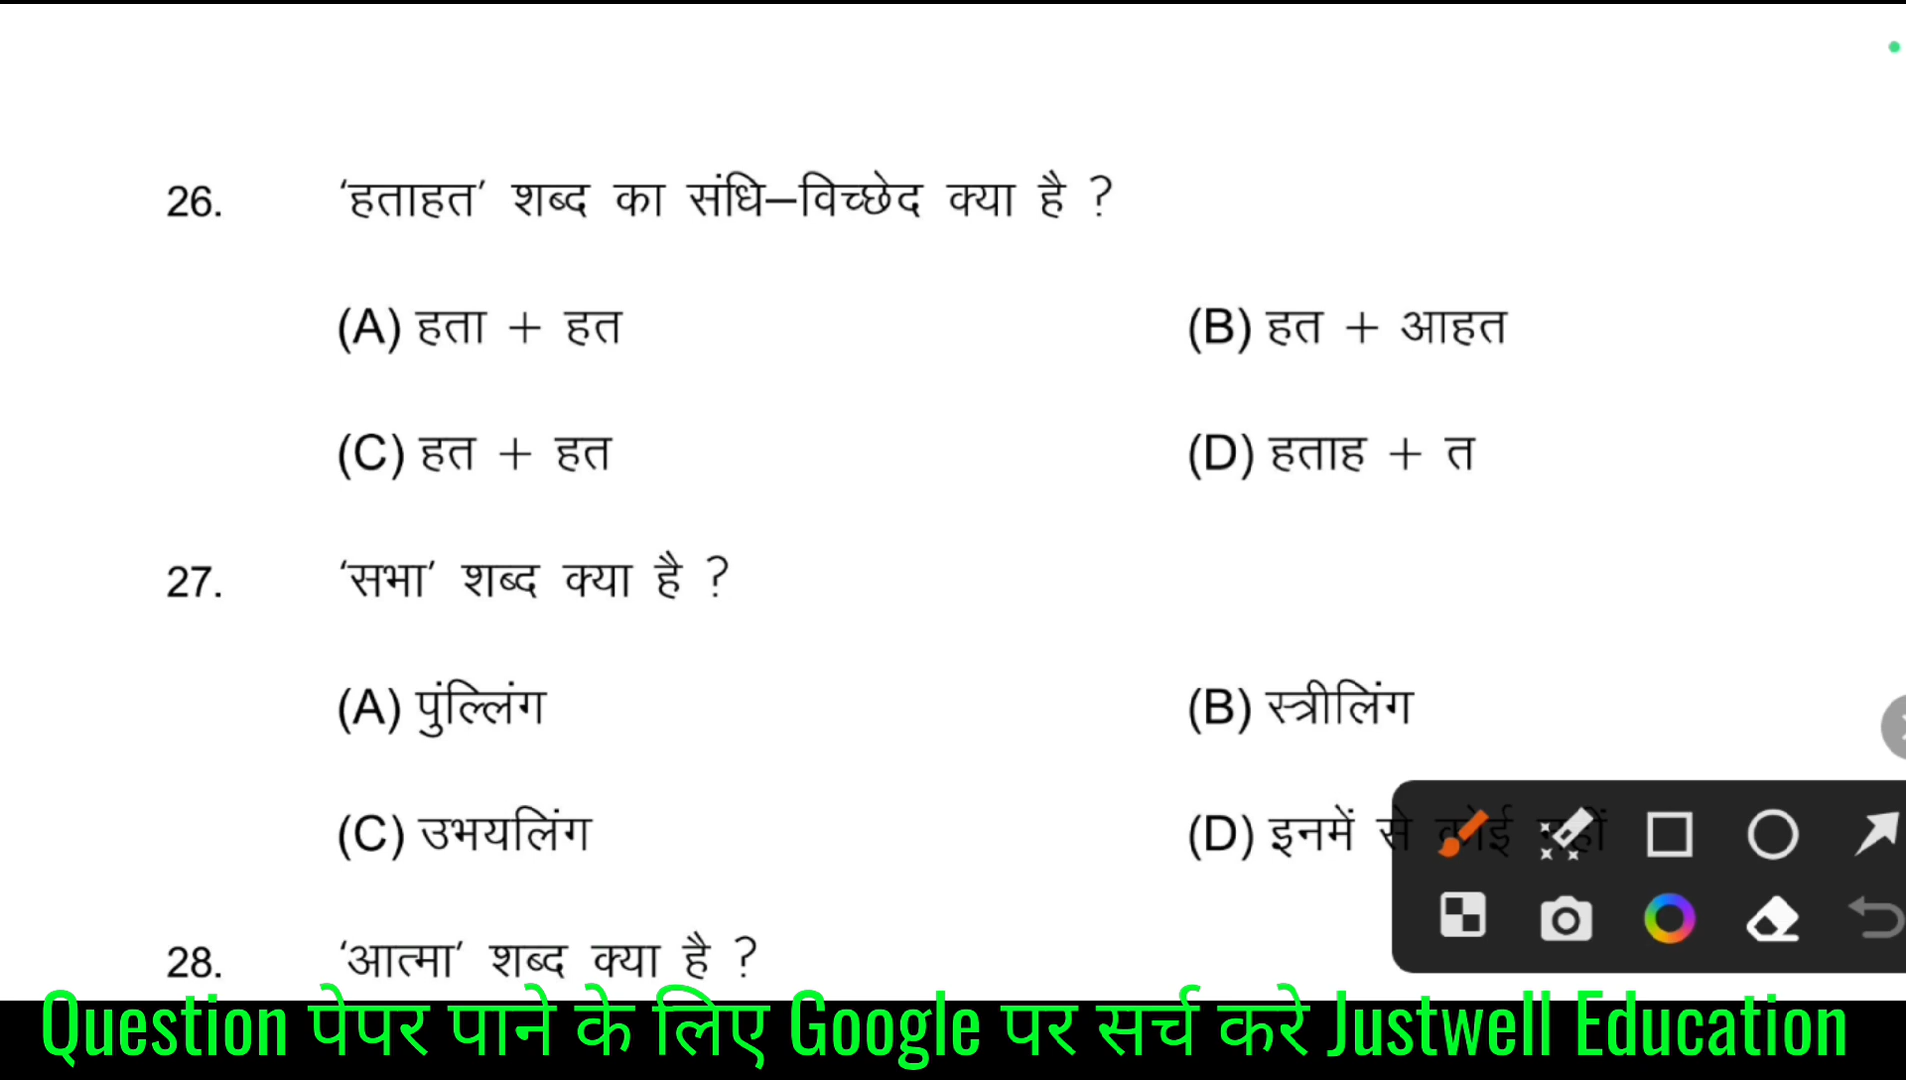 26. ‘हताहत’ शब्द का संधि–विच्छेद क्या है ?
(A) हता + हत (B) हत + आहत
(C) हत + हत (D) हताह + त
27. ‘सभा’ शब्द क्या है ?
(A) पुंल्लिंग (B) स्त्रीलिंग
(C) उभयलिंग (D) इनमें से कोई नहीं
28. ‘आत्मा’ शब्द क्या है ?
Question पेपर पाने के लिए Google पर सर्च करे Justwell Education